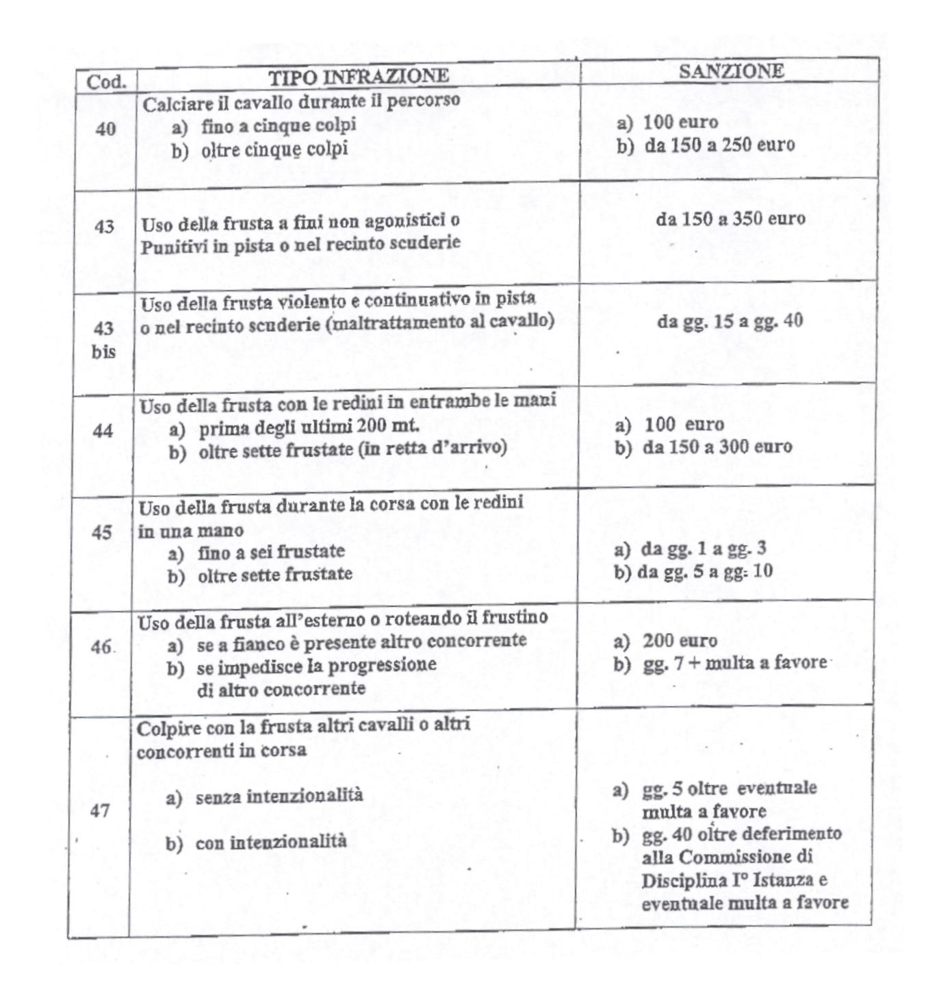 Cod. TIPO INFRAZIONE SANZIONE
Calciare il cavallo durante il percorso
40 a) fino a cinque colpi a) 100 euro
b) oltre cinque colpi b) da 150 a 250 euro
43 Uso della frusta a fini non agonistici o da 150 a 350 euro
Punitivi in pista o nel recinto scuderie
Uso della frusta violento e continuativo in pista
43 o nel recinto scuderie (maltrattamento al cavallo) da gg. 15 a gg. 40
bis
Uso della frusta con le redini in entrambe le mani
44 a) prima degli ultimi 200 mt. a) 100 euro
b) oltre sette frustate (in retta d'arrivo) b) da 150 a 300 euro
Uso della frusta durante la corsa con le redini
45 in una mano
a) fino a sei frustate a) da gg. 1 a gg. 3
b) oltre sette frustate b) da gg. 5 a gg. 10
Uso della frusta all'esterno o roteando il frustino
46. a) se a fianco è presente altro concorrente a) 200 euro
b) se impedisce la progressione b) gg. 7 + multa a favore
di altro concorrente
Colpire con la frusta altri cavalli o altri
concorrenti in corsa
a) senza intenzionalità a) gg. 5 oltre eventuale
47 multa a favore
b) con intenzionalità b) gg. 40 oltre deferimento
alla Commissione di
Disciplina I° Istanza e
eventuale multa a favore